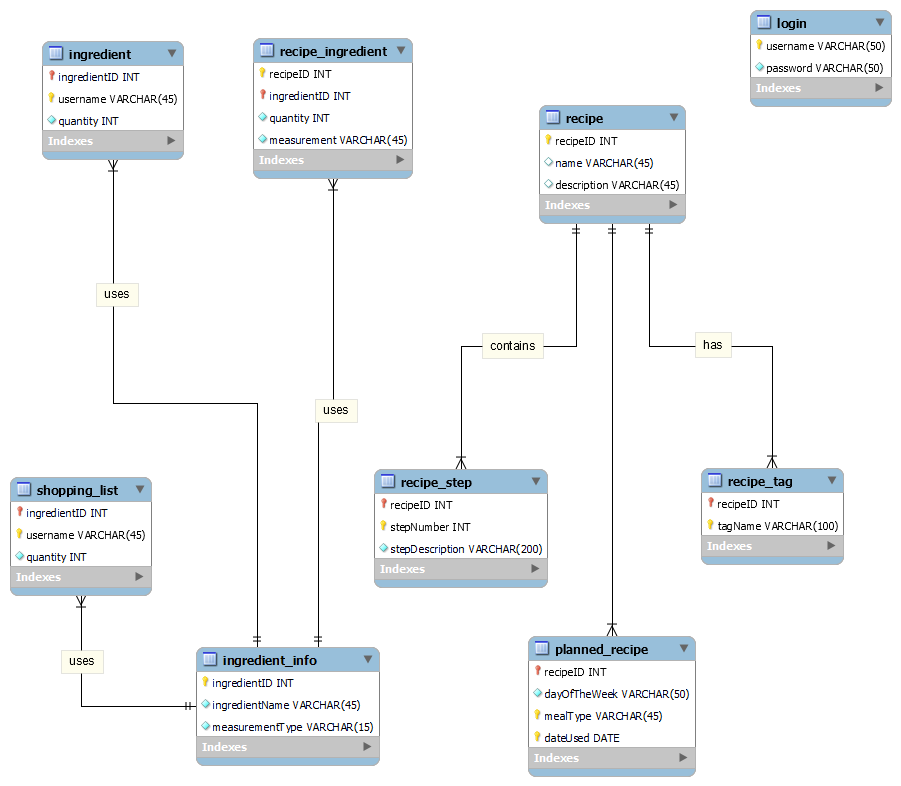 login
username VARCHAR(50)
password VARCHAR(50)
Indexes
ingredient
ingredientID INT
username VARCHAR(45)
quantity INT
Indexes
recipe_ingredient
recipeID INT
ingredientID INT
quantity INT
measurement VARCHAR(45)
Indexes
recipe
recipeID INT
name VARCHAR(45)
description VARCHAR(45)
Indexes
uses
uses
contains
has
shopping_list
ingredientID INT
username VARCHAR(45)
quantity INT
Indexes
recipe_step
recipeID INT
stepNumber INT
stepDescription VARCHAR(200)
Indexes
recipe_tag
recipeID INT
tagName VARCHAR(100)
Indexes
uses
ingredient_info
ingredientID INT
ingredientName VARCHAR(45)
measurementType VARCHAR(15)
Indexes
planned_recipe
recipeID INT
dayOfTheWeek VARCHAR(50)
mealType VARCHAR(45)
dateUsed DATE
Indexes